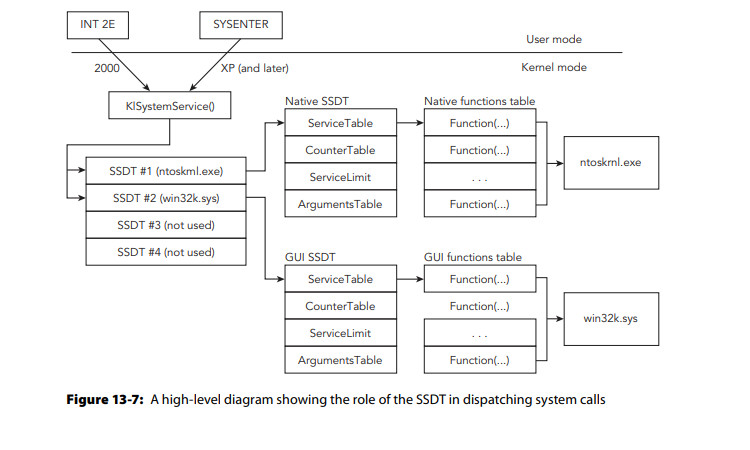 INT 2E
SYSENTER
User mode
2000
XP (and later)
Kernel mode
KlSystemService()
Native SSDT
Native functions table
ServiceTable
Function(...)
CounterTable
Function(...)
ServiceLimit
. . .
ArgumentsTable
Function(...)
ntoskrnl.exe
SSDT #1 (ntoskrnl.exe)
SSDT #2 (win32k.sys)
SSDT #3 (not used)
SSDT #4 (not used)
GUI SSDT
GUI functions table
ServiceTable
Function(...)
CounterTable
Function(...)
ServiceLimit
. . .
ArgumentsTable
Function(...)
win32k.sys
Figure 13-7: A high-level diagram showing the role of the SSDT in dispatching system calls